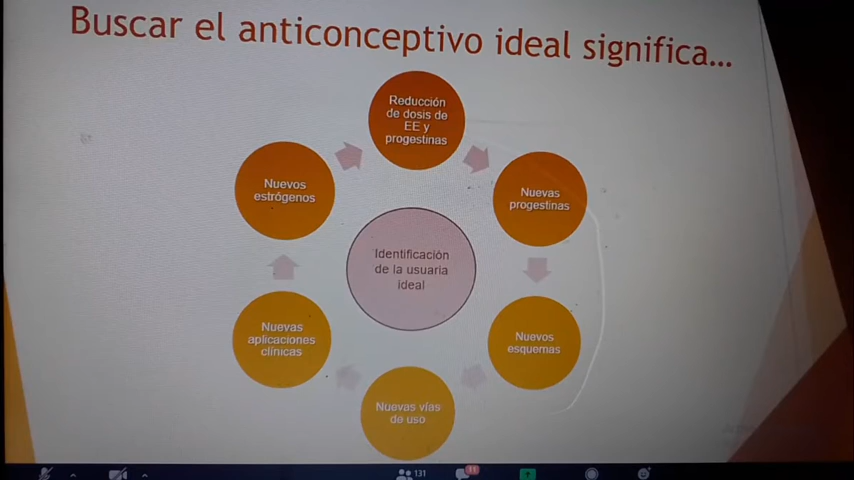 Buscar el anticonceptivo ideal significa...
Reducción
de dosis de
EE y
progestinas
Nuevas
progestinas
Nuevos
esquemas
Nuevas vías
de uso
Nuevas
aplicaciones
clínicas
Nuevos
estrógenos
Identificación
de la usuaria
ideal
131
11